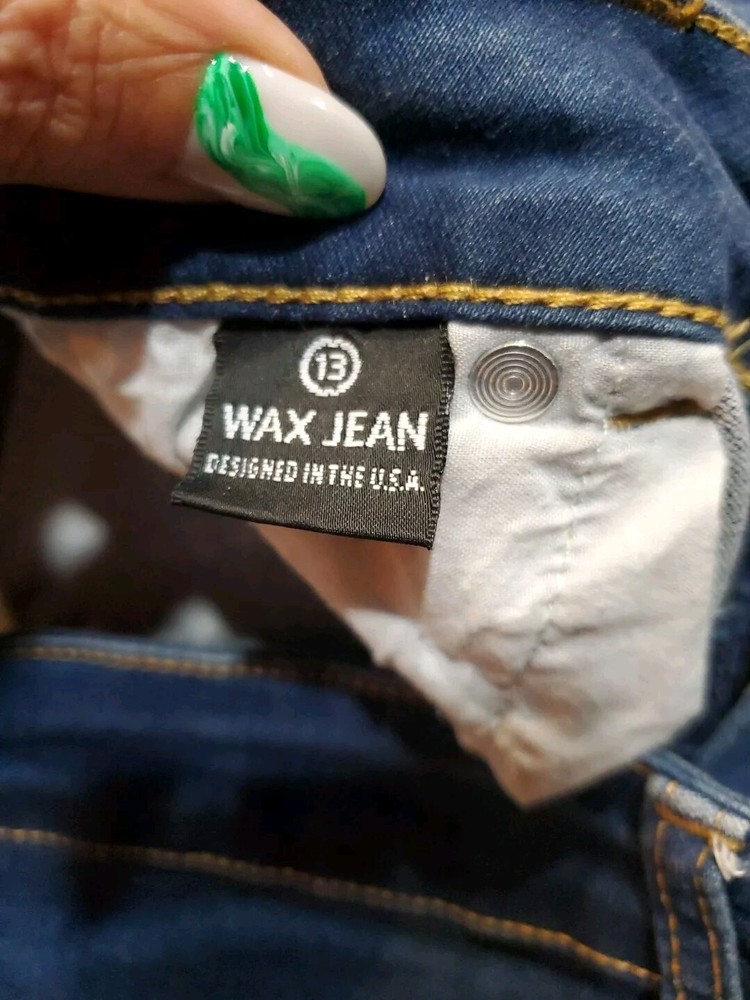 13
WAX JEAN
DESIGNED IN THE U.S.A.